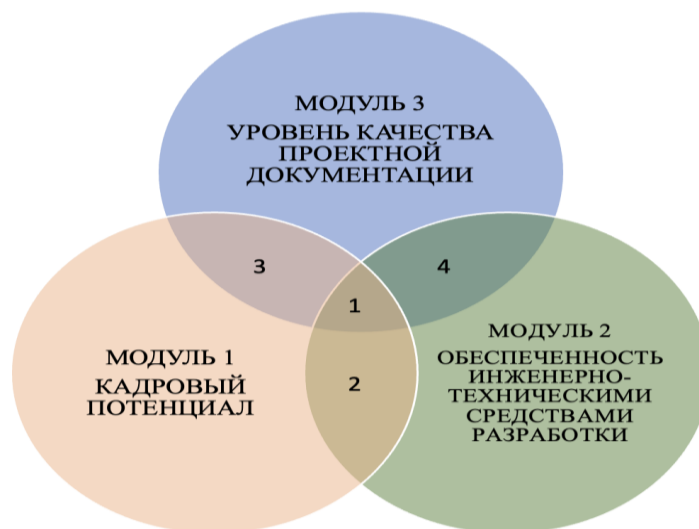 МОДУЛЬ 3
УРОВЕНЬ КАЧЕСТВА
ПРОЕКТНОЙ
ДОКУМЕНТАЦИИ
3
4
1
МОДУЛЬ 1
КАДРОВЫЙ
ПОТЕНЦИАЛ
2
МОДУЛЬ 2
ОБЕСПЕЧЕННОСТЬ
ИНЖЕНЕРНО-
ТЕХНИЧЕСКИМИ
СРЕДСТВАМИ
РАЗРАБОТКИ